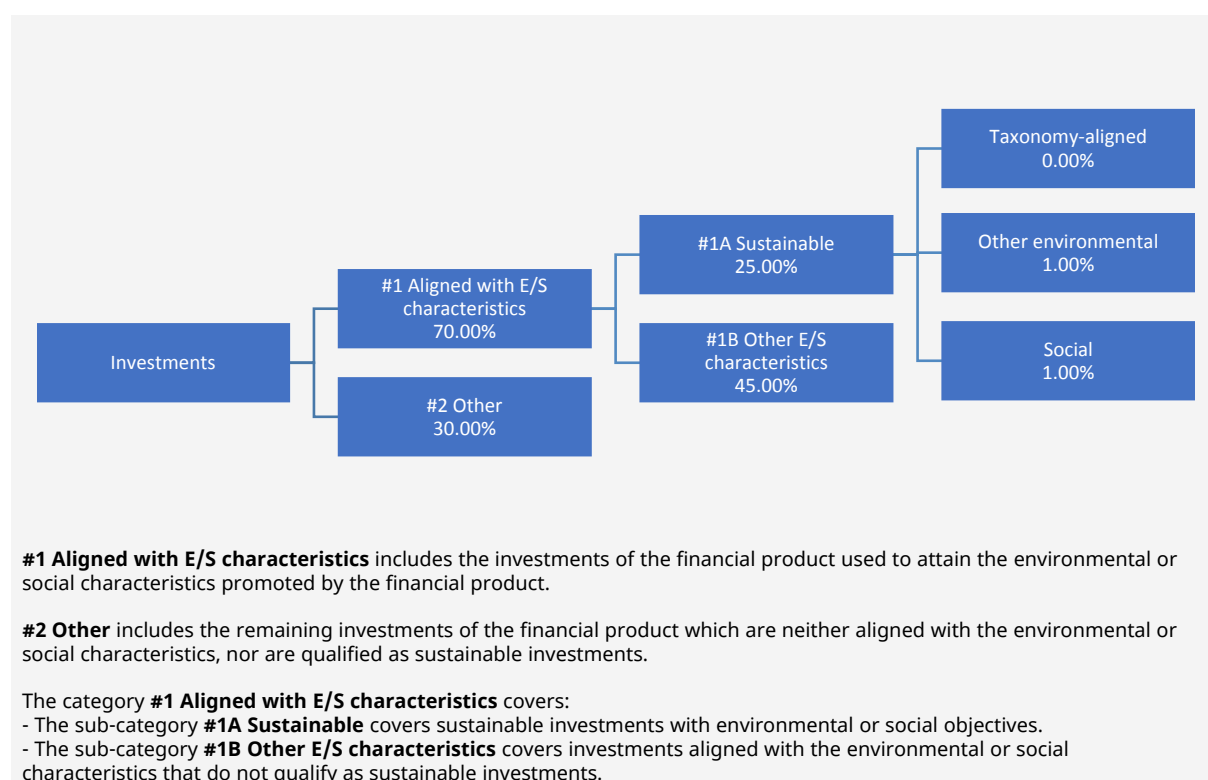 Investments
#1 Aligned with E/S
characteristics
70.00%
#2 Other
30.00%
#1A Sustainable
25.00%
#1B Other E/S
characteristics
45.00%
Taxonomy-aligned
0.00%
Other environmental
1.00%
Social
1.00%
#1 Aligned with E/S characteristics includes the investments of the financial product used to attain the environmental or
social characteristics promoted by the financial product.
#2 Other includes the remaining investments of the financial product which are neither aligned with the environmental or
social characteristics, nor are qualified as sustainable investments.
The category #1 Aligned with E/S characteristics covers:
- The sub-category #1A Sustainable covers sustainable investments with environmental or social objectives.
- The sub-category #1B Other E/S characteristics covers investments aligned with the environmental or social
characteristics that do not qualify as sustainable investments.